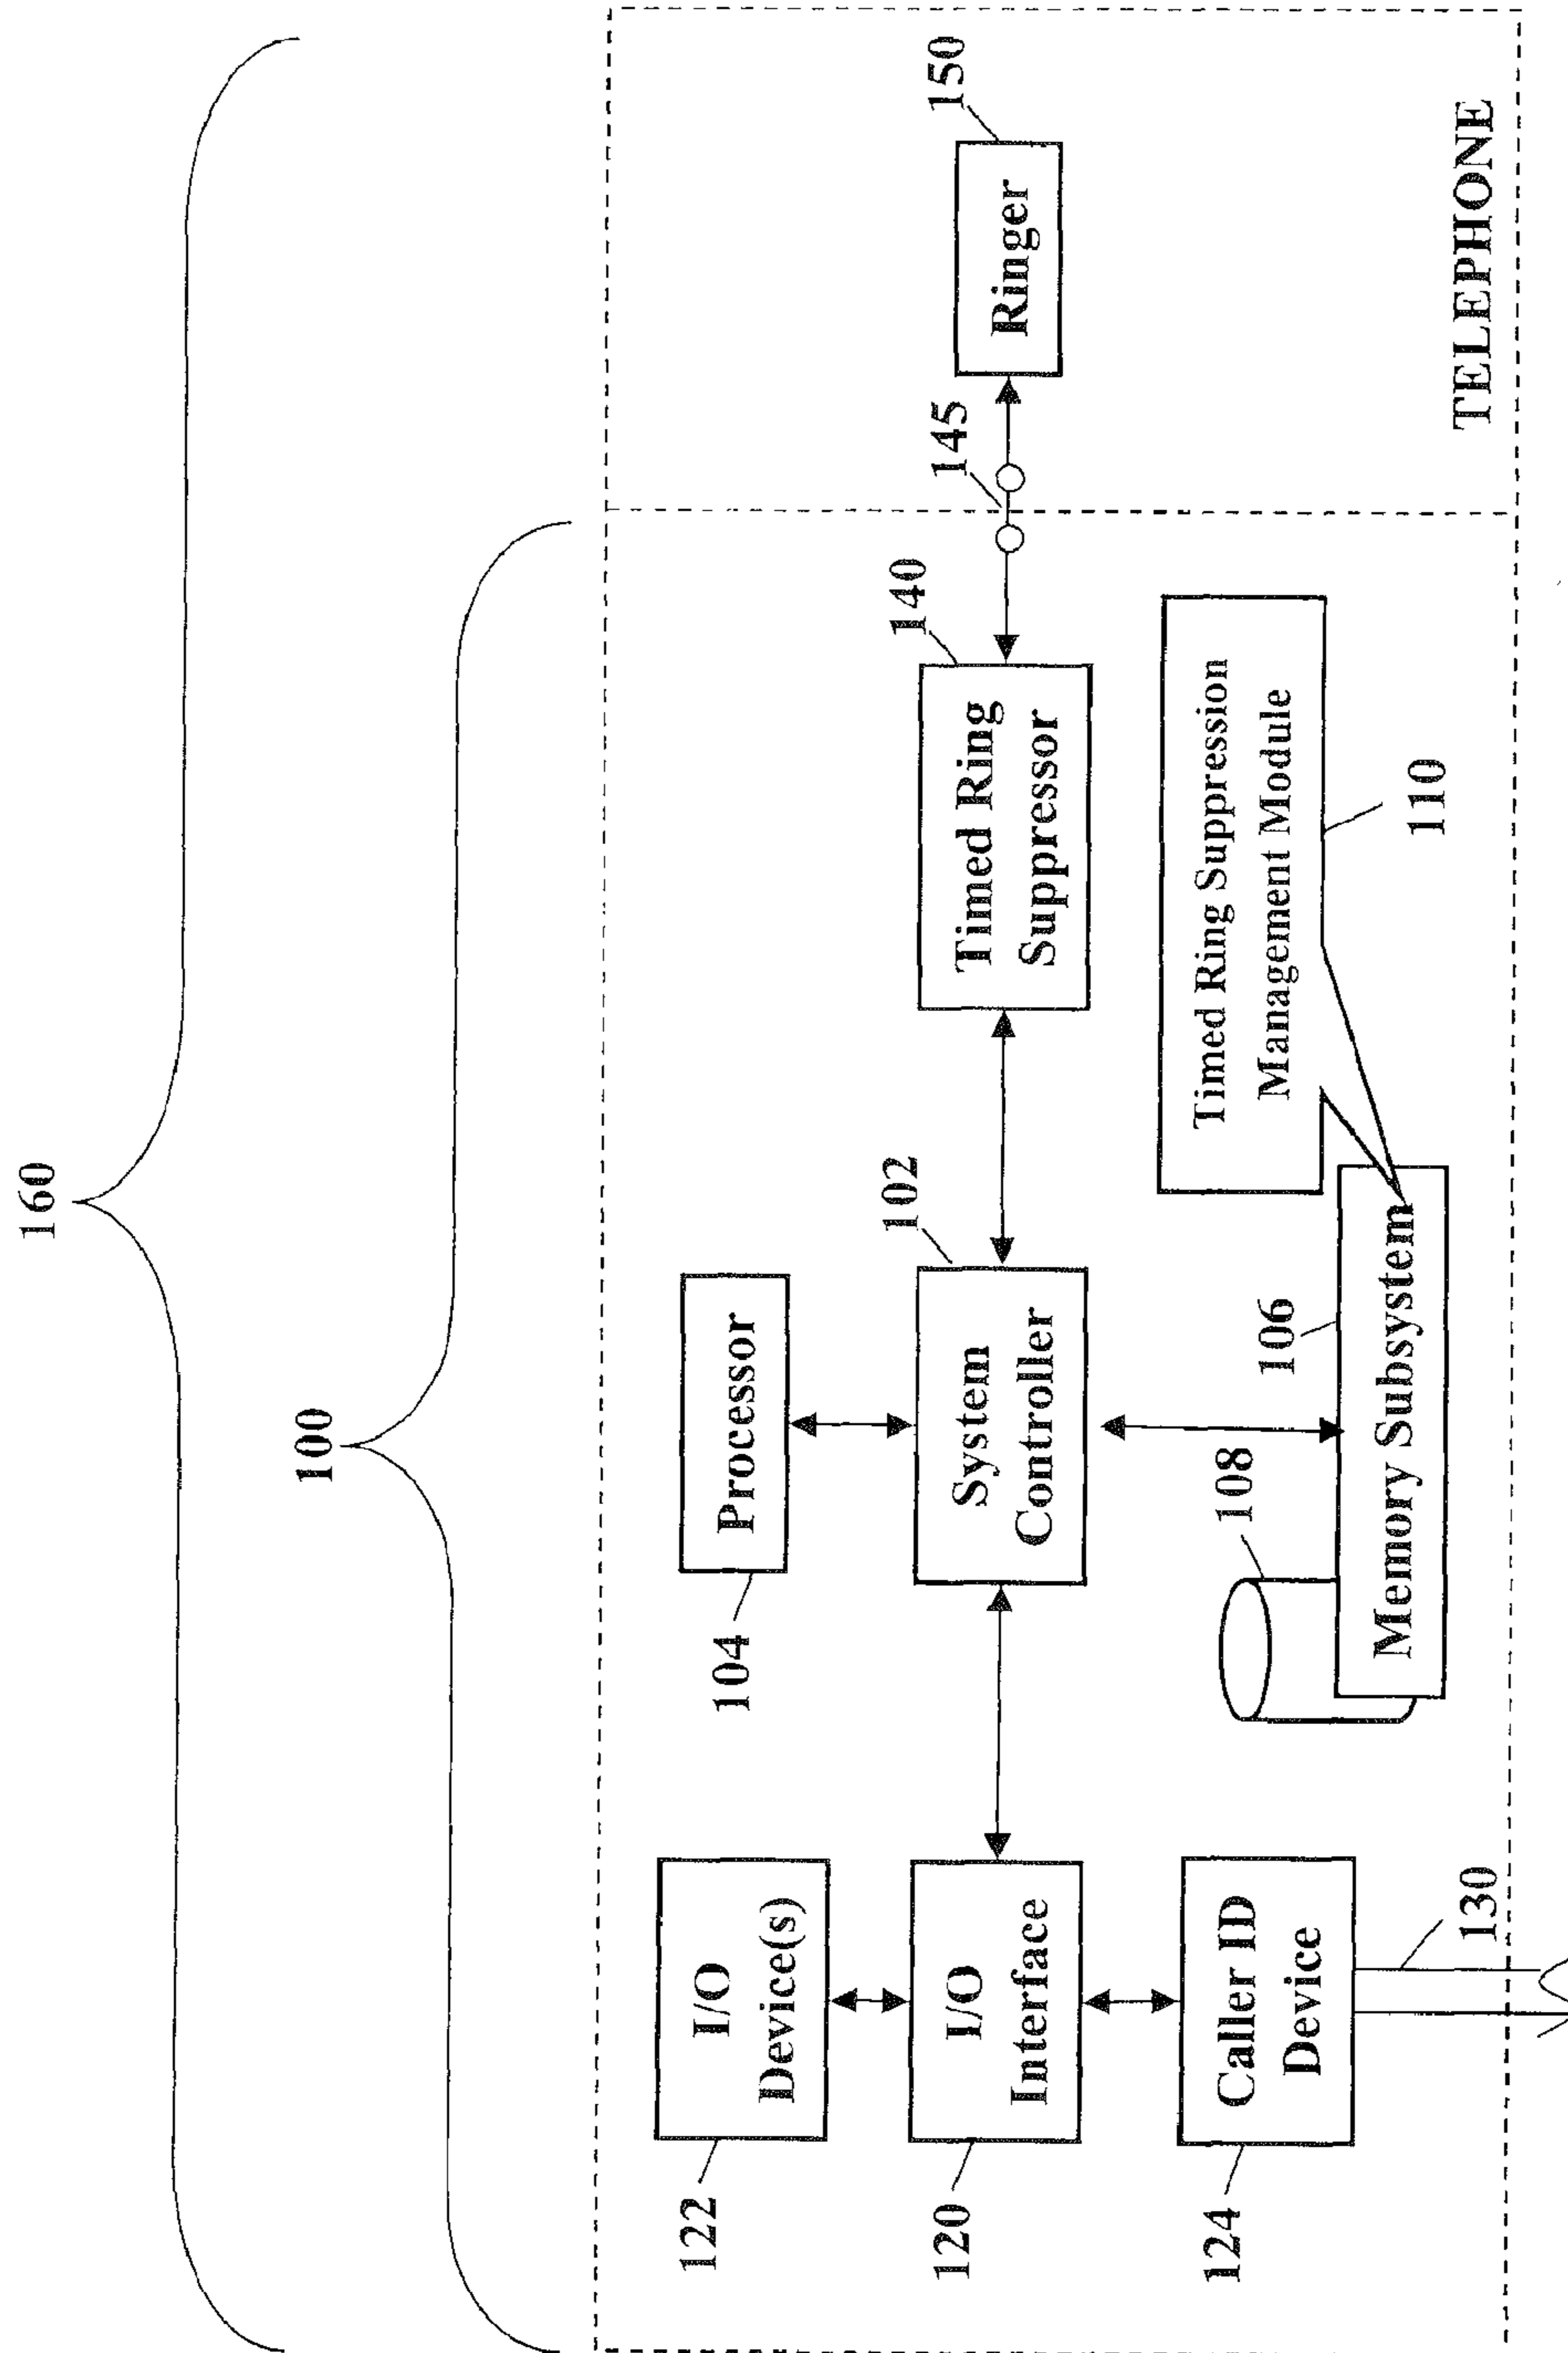 160
100
122
I/O
Device(s)
104
Processor
120
I/O
Interface
102
System
Controller
140
Timed Ring
Suppressor
145
150
Ringer
124
Caller ID
Device
130
108
106
Memory Subsystem
Timed Ring Suppression
Management Module
110
TELEPHONE